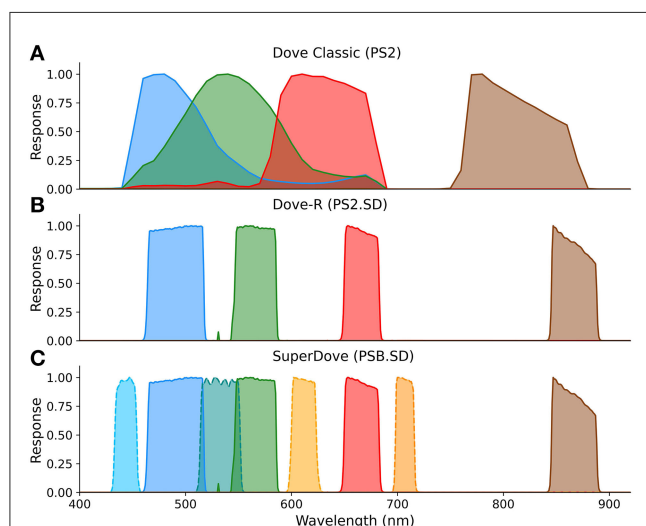 A
Dove Classic (PS2)
1.00
0.75
0.50
0.25
0.00
Response
B
Dove-R (PS2.SD)
1.00
0.75
0.50
0.25
0.00
Response
C
SuperDove (PSB.SD)
1.00
0.75
0.50
0.25
0.00
Response
400 500 600 700 800 900
Wavelength (nm)